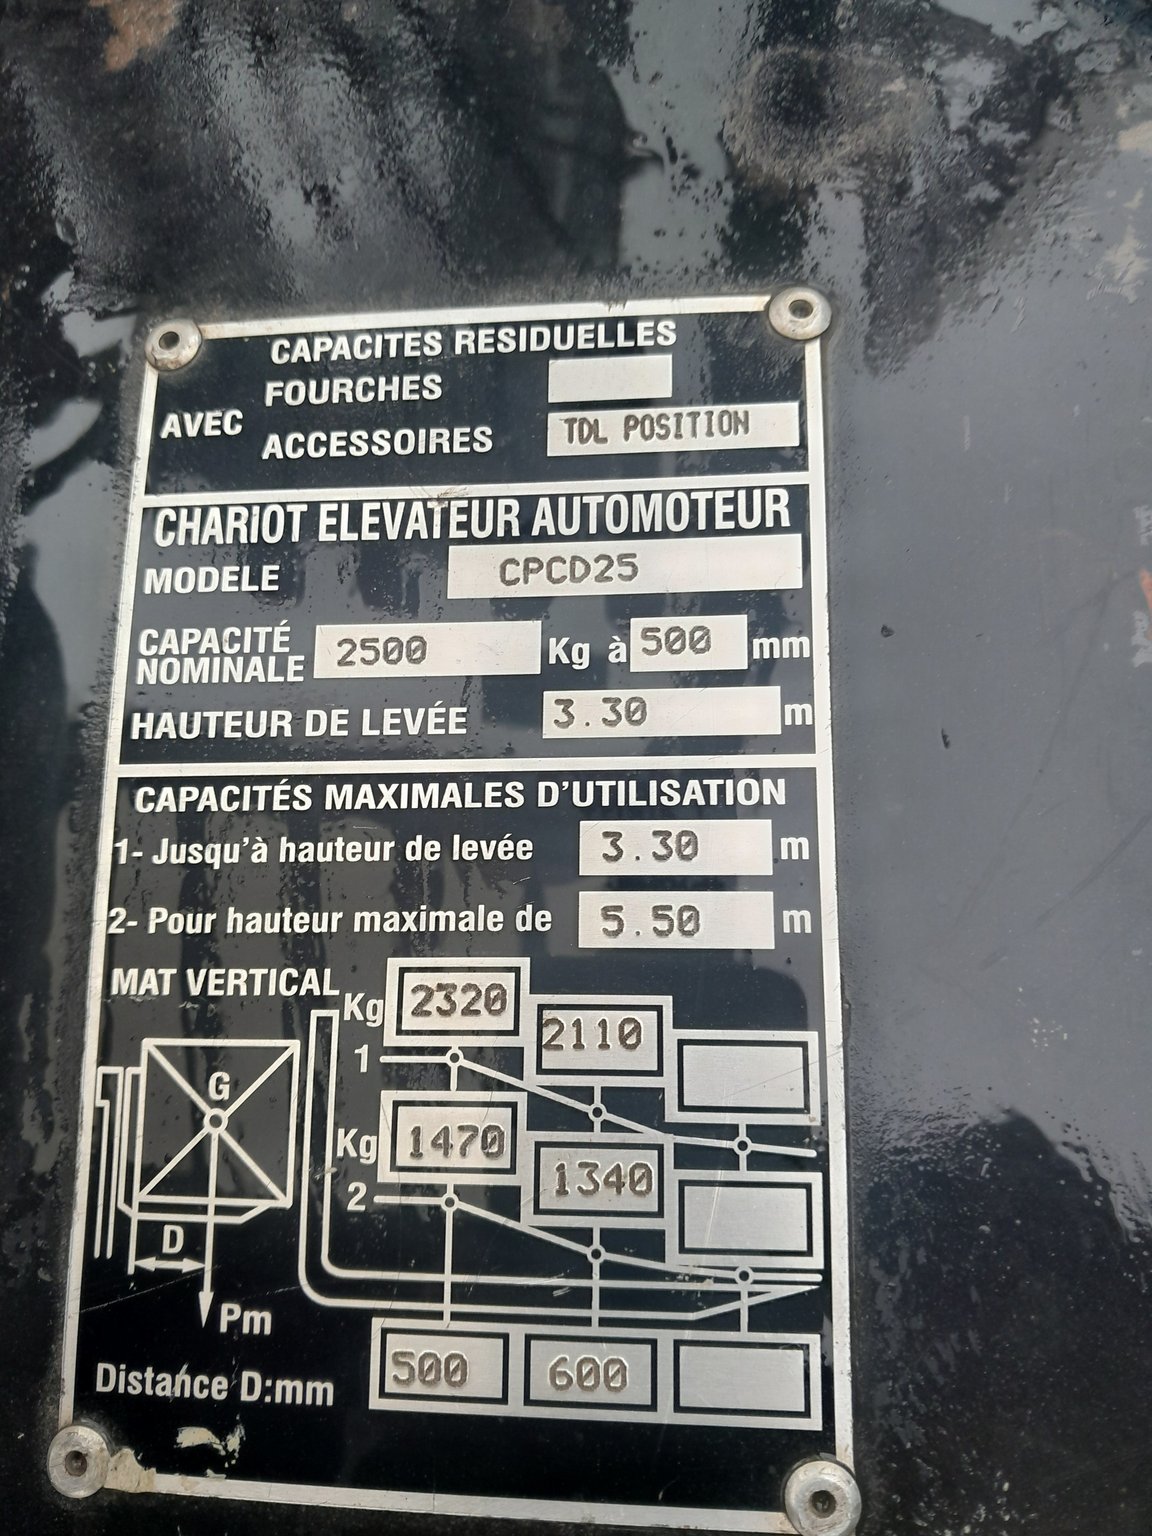 CAPACITES RESIDUELLES
FOURCHES
AVEC
ACCESSOIRES TDL POSITION
CHARiOT ELEVATEUR AUTOMOTEUR
MODELE CPCD25
CAPACITÉ NOMINALE 2500 Kg à 500 mm
HAUTEUR DE LEVÉE 3.30 m
CAPACITÉS MAXIMALES D'UTILISATION
1- Jusqu'à hauteur de levée 3.30 m
2- Pour hauteur maximale de 5.50 m
MAT VERTICAL
Kg 2320 2110
1
G
Kg 1470 1340
2
D
Pm
Distance D:mm 500 600